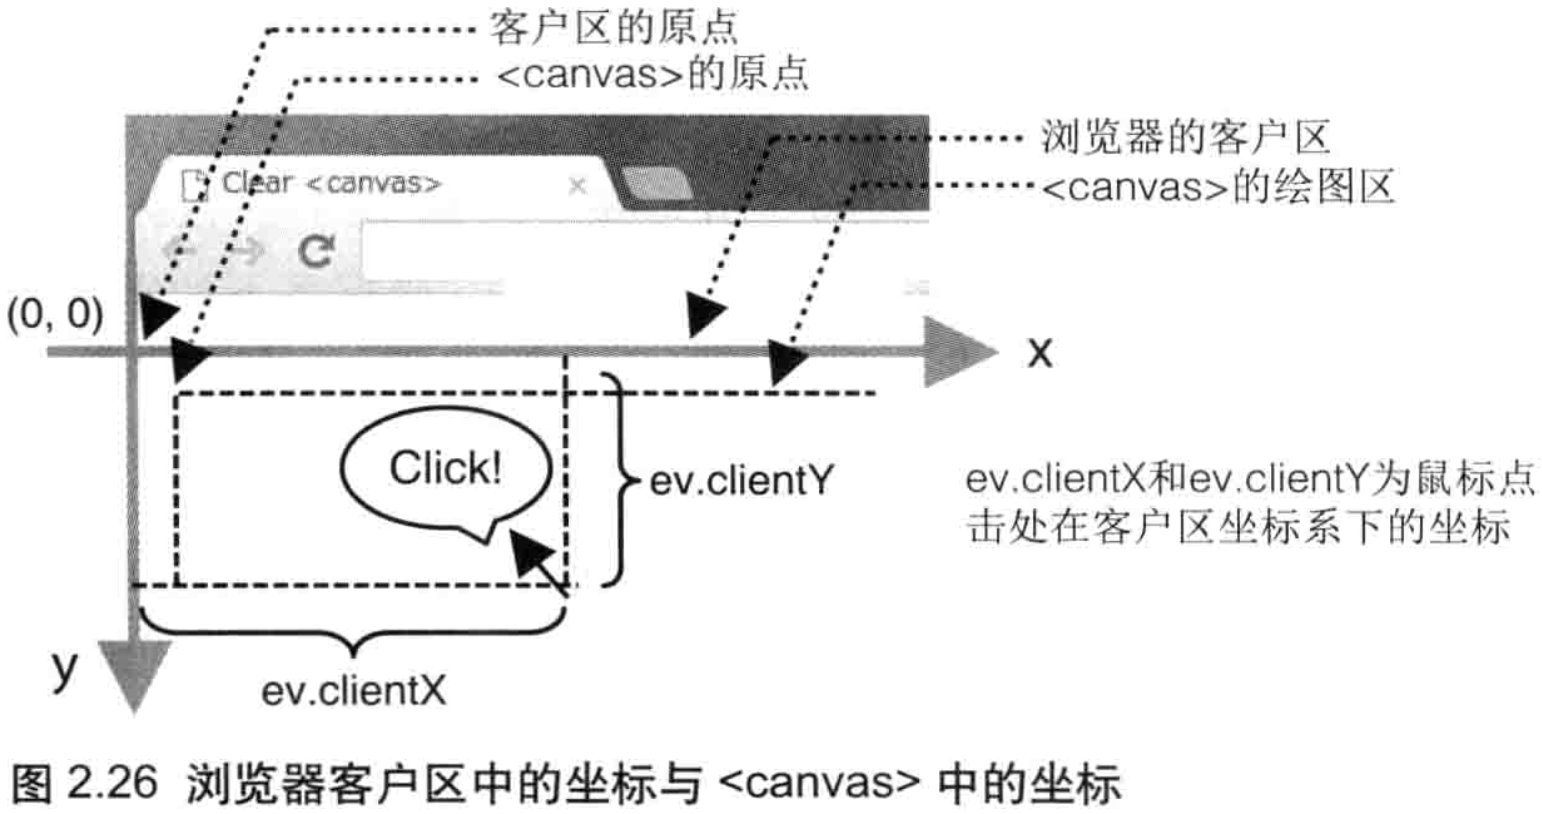 客户区的原点
<canvas>的原点
浏览器的客户区
<canvas>的绘图区
Clear <canvas>
(0, 0)
x
Click!
ev.clientY
ev.clientX和ev.clientY为鼠标点
击处在客户区坐标系下的坐标
y
ev.clientX
图 2.26 浏览器客户区中的坐标与 <canvas> 中的坐标